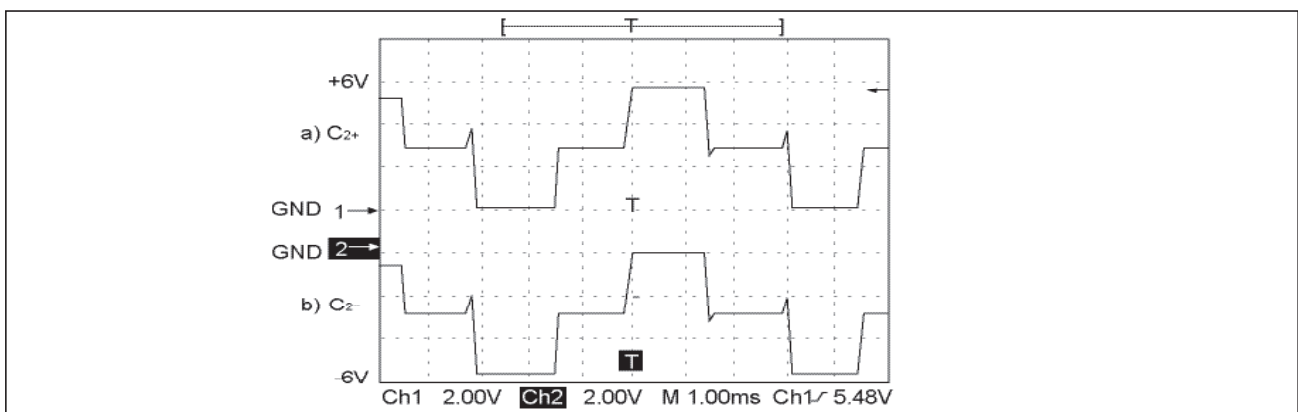 [ T ]
+6V
a) C2+
T
GND 1
GND 2
b) C2–
T
–6V
Ch1 2.00V Ch2 2.00V M 1.00ms Ch1 5.48V